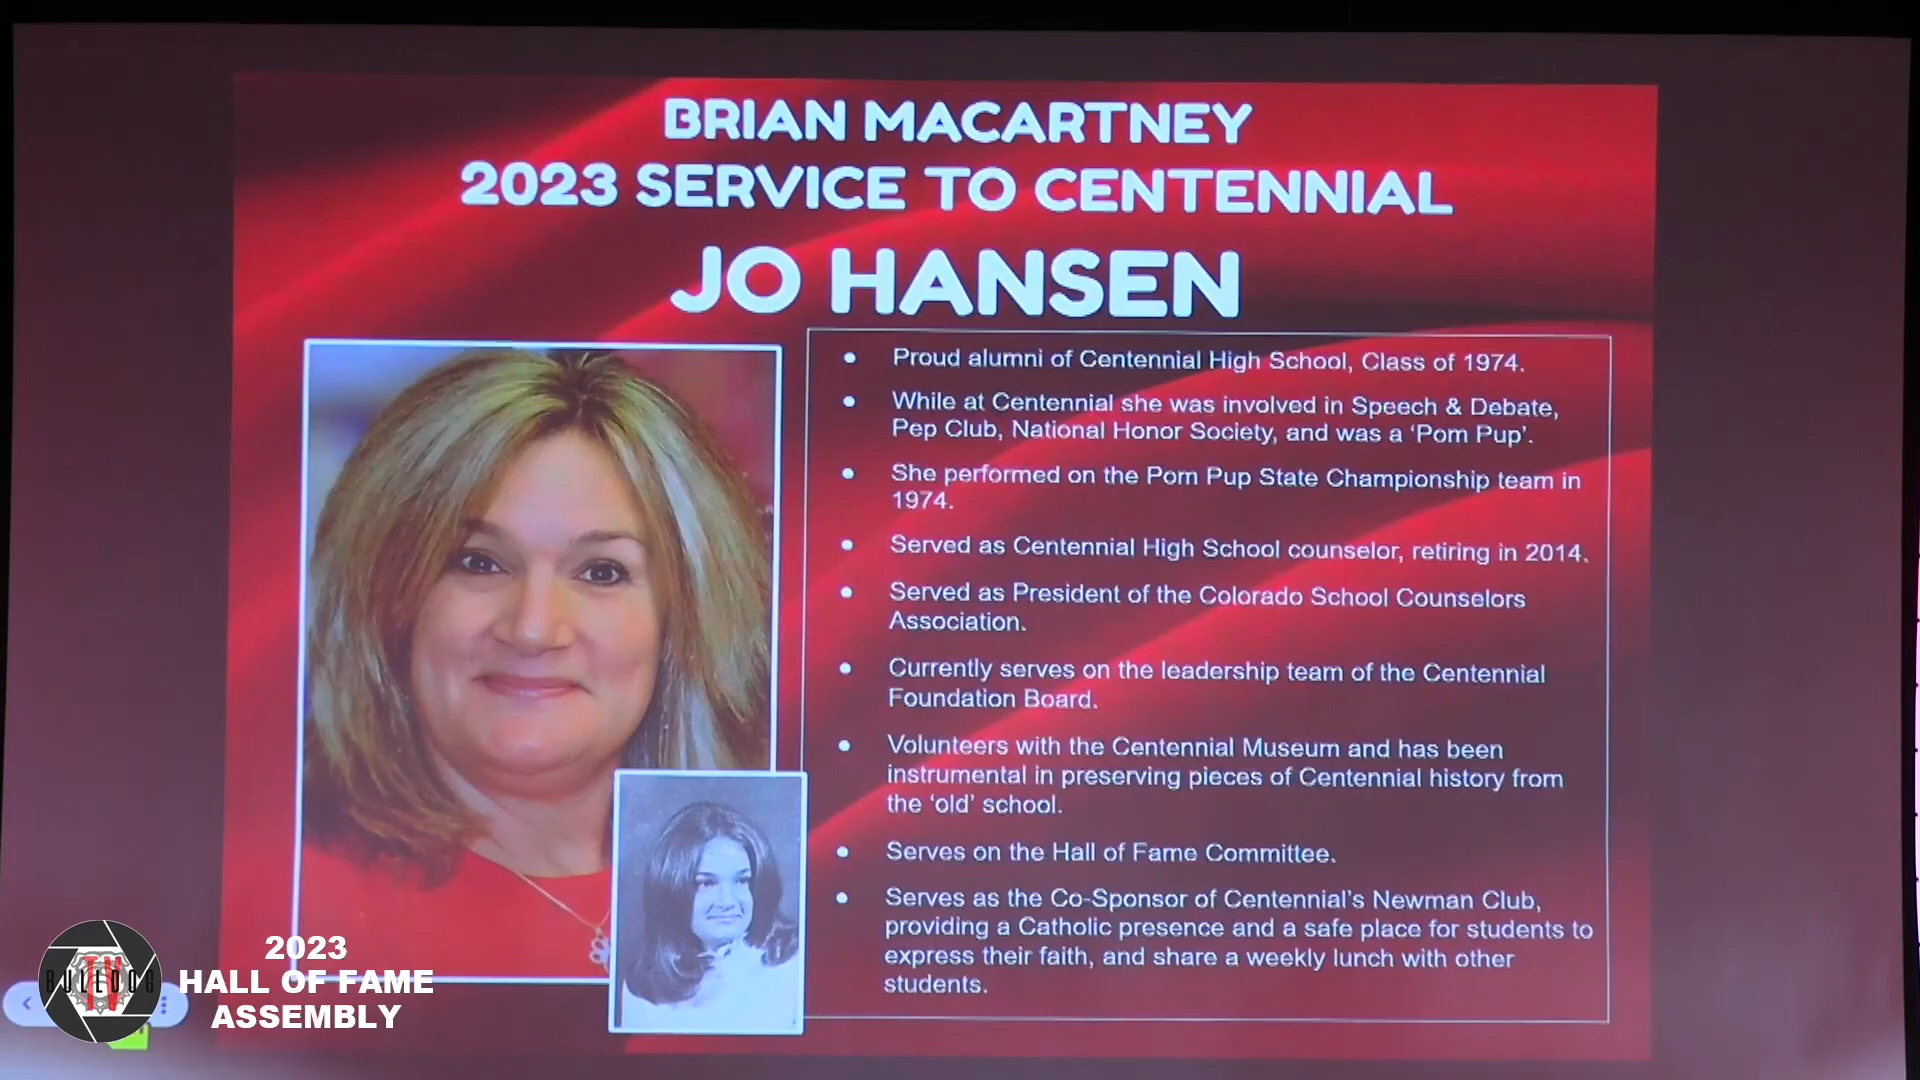 BRIAN MACARTNEY
2023 SERVICE TO CENTENNIAL
JO HANSEN
• Proud alumni of Centennial High School, Class of 1974.
• While at Centennial she was involved in Speech & Debate,
Pep Club, National Honor Society, and was a ‘Pom Pup’.
• She performed on the Pom Pup State Championship team in
1974.
• Served as Centennial High School counselor, retiring in 2014.
• Served as President of the Colorado School Counselors
Association.
• Currently serves on the leadership team of the Centennial
Foundation Board.
• Volunteers with the Centennial Museum and has been
instrumental in preserving pieces of Centennial history from
the ‘old’ school.
• Serves on the Hall of Fame Committee.
• Serves as the Co-Sponsor of Centennial’s Newman Club,
providing a Catholic presence and a safe place for students to
express their faith, and share a weekly lunch with other
students.
BULLDOG
TV
2023
HALL OF FAME
ASSEMBLY